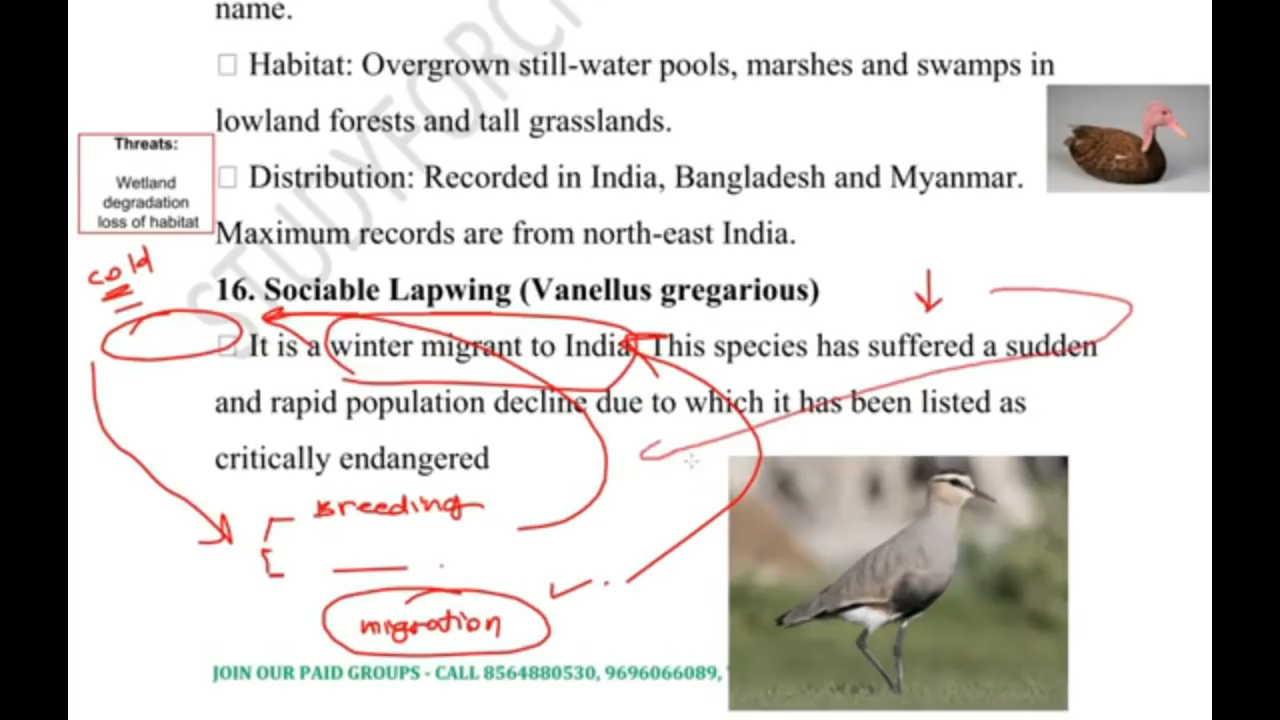 name.
□ Habitat: Overgrown still-water pools, marshes and swamps in
lowland forests and tall grasslands.
Threats:
Wetland
degradation
loss of habitat
□ Distribution: Recorded in India, Bangladesh and Myanmar.
Maximum records are from north-east India.
cold
16. Sociable Lapwing (Vanellus gregarious)
□ It is a winter migrant to India. This species has suffered a sudden
and rapid population decline due to which it has been listed as
critically endangered
Breeding
migration
JOIN OUR PAID GROUPS - CALL 8564880530, 9696066089,